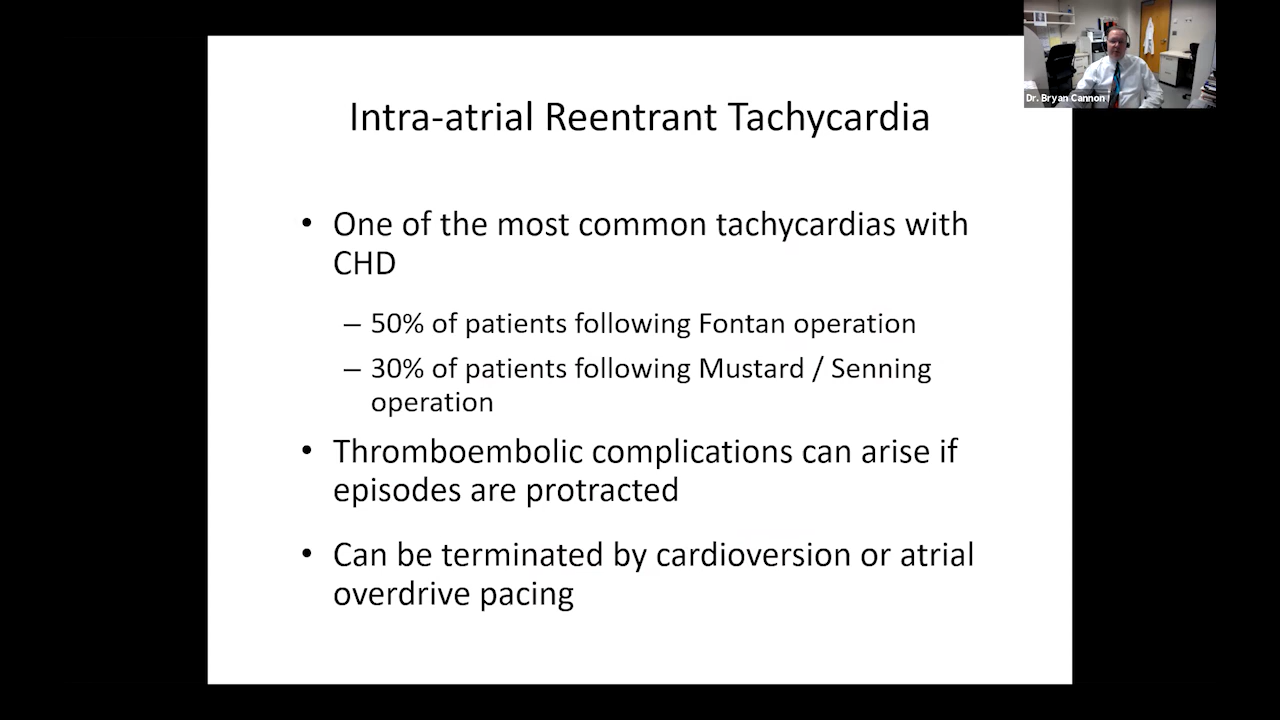 Intra-atrial Reentrant Tachycardia
• One of the most common tachycardias with
CHD
– 50% of patients following Fontan operation
– 30% of patients following Mustard / Senning
operation
• Thromboembolic complications can arise if
episodes are protracted
• Can be terminated by cardioversion or atrial
overdrive pacing
Dr. Bryan Cannon